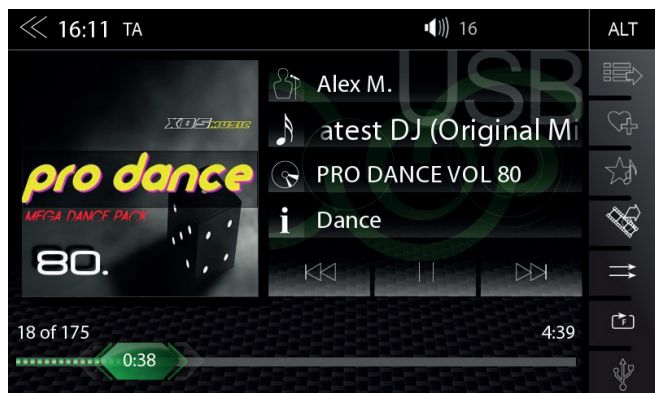 16:11 TA 16 ALT
USB
Alex M.
XBS MUSIC
atest DJ (Original Mi
pro dance
PRO DANCE VOL 80
MEGA DANCE PACK
i Dance
80.
18 of 175 4:39
0:38
F